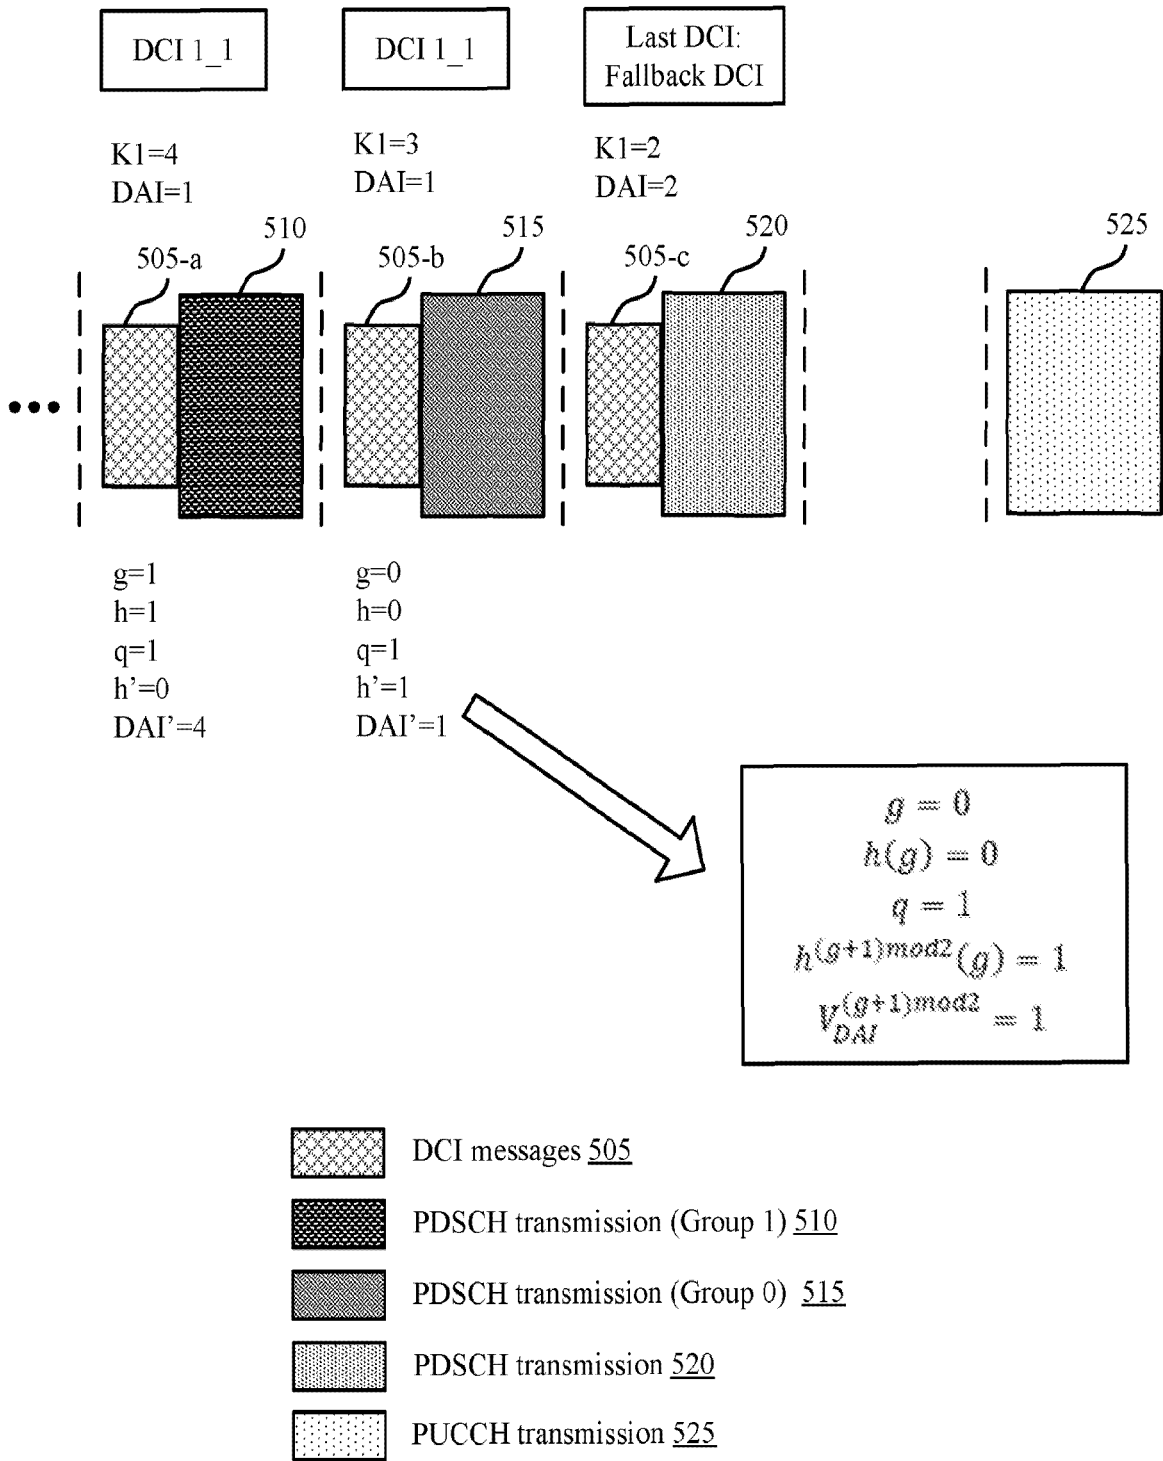 DCI 1_1
DCI 1_1
Last DCI:
Fallback DCI
K1=4
DAI=1
K1=3
DAI=1
K1=2
DAI=2
510
515
520
525
505-a
505-b
505-c
g=1
h=1
q=1
h'=0
DAI'=4
g=0
h=0
q=1
h'=1
DAI'=1
g = 0
h(g) = 0
q = 1
h^{(g+1)mod2}(g) = 1
V_{DAI}^{(g+1)mod2} = 1
DCI messages 505
PDSCH transmission (Group 1) 510
PDSCH transmission (Group 0) 515
PDSCH transmission 520
PUCCH transmission 525